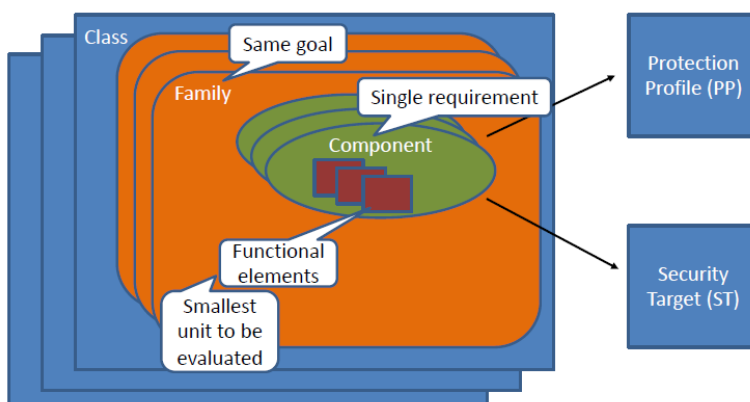 Class
Same goal
Family
Single requirement
Component
Functional
elements
Smallest
unit to be
evaluated
Protection
Profile (PP)
Security
Target (ST)